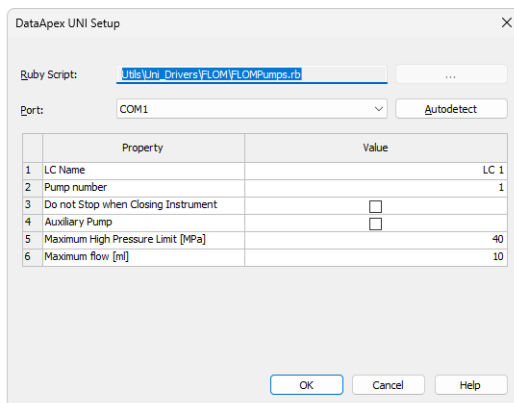 DataApex UNI Setup
Ruby Script: Utils\Uni_Drivers\FLOM\FLOMPumps.rb ...
Port: COM1 Autodetect
Property Value
1 LC Name LC 1
2 Pump number 1
3 Do not Stop when Closing Instrument
4 Auxiliary Pump
5 Maximum High Pressure Limit [MPa] 40
6 Maximum flow [ml] 10
OK Cancel Help